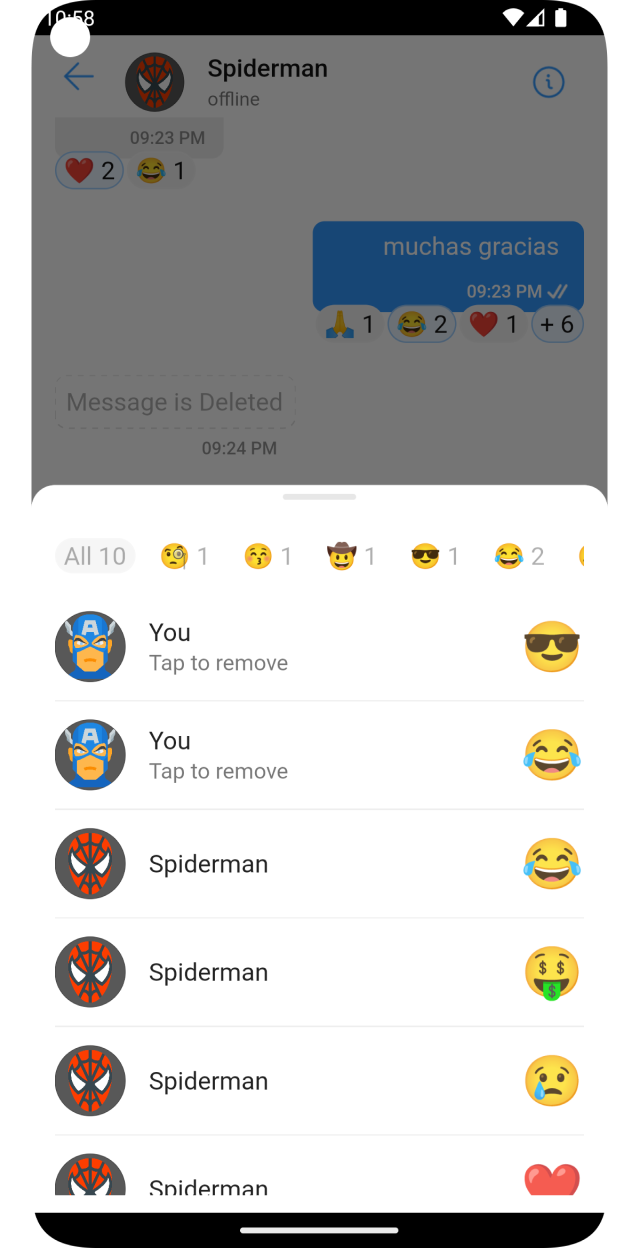 10:58
Spiderman
offline
09:23 PM
❤️ 2 😂 1
muchas gracias
09:23 PM
🙏 1 😂 2 ❤️ 1 + 6
Message is Deleted
09:24 PM
All 10 🧐 1 😚 1 🤠 1 😎 1 😂 2
You
Tap to remove
You
Tap to remove
Spiderman
Spiderman
Spiderman
Spiderman